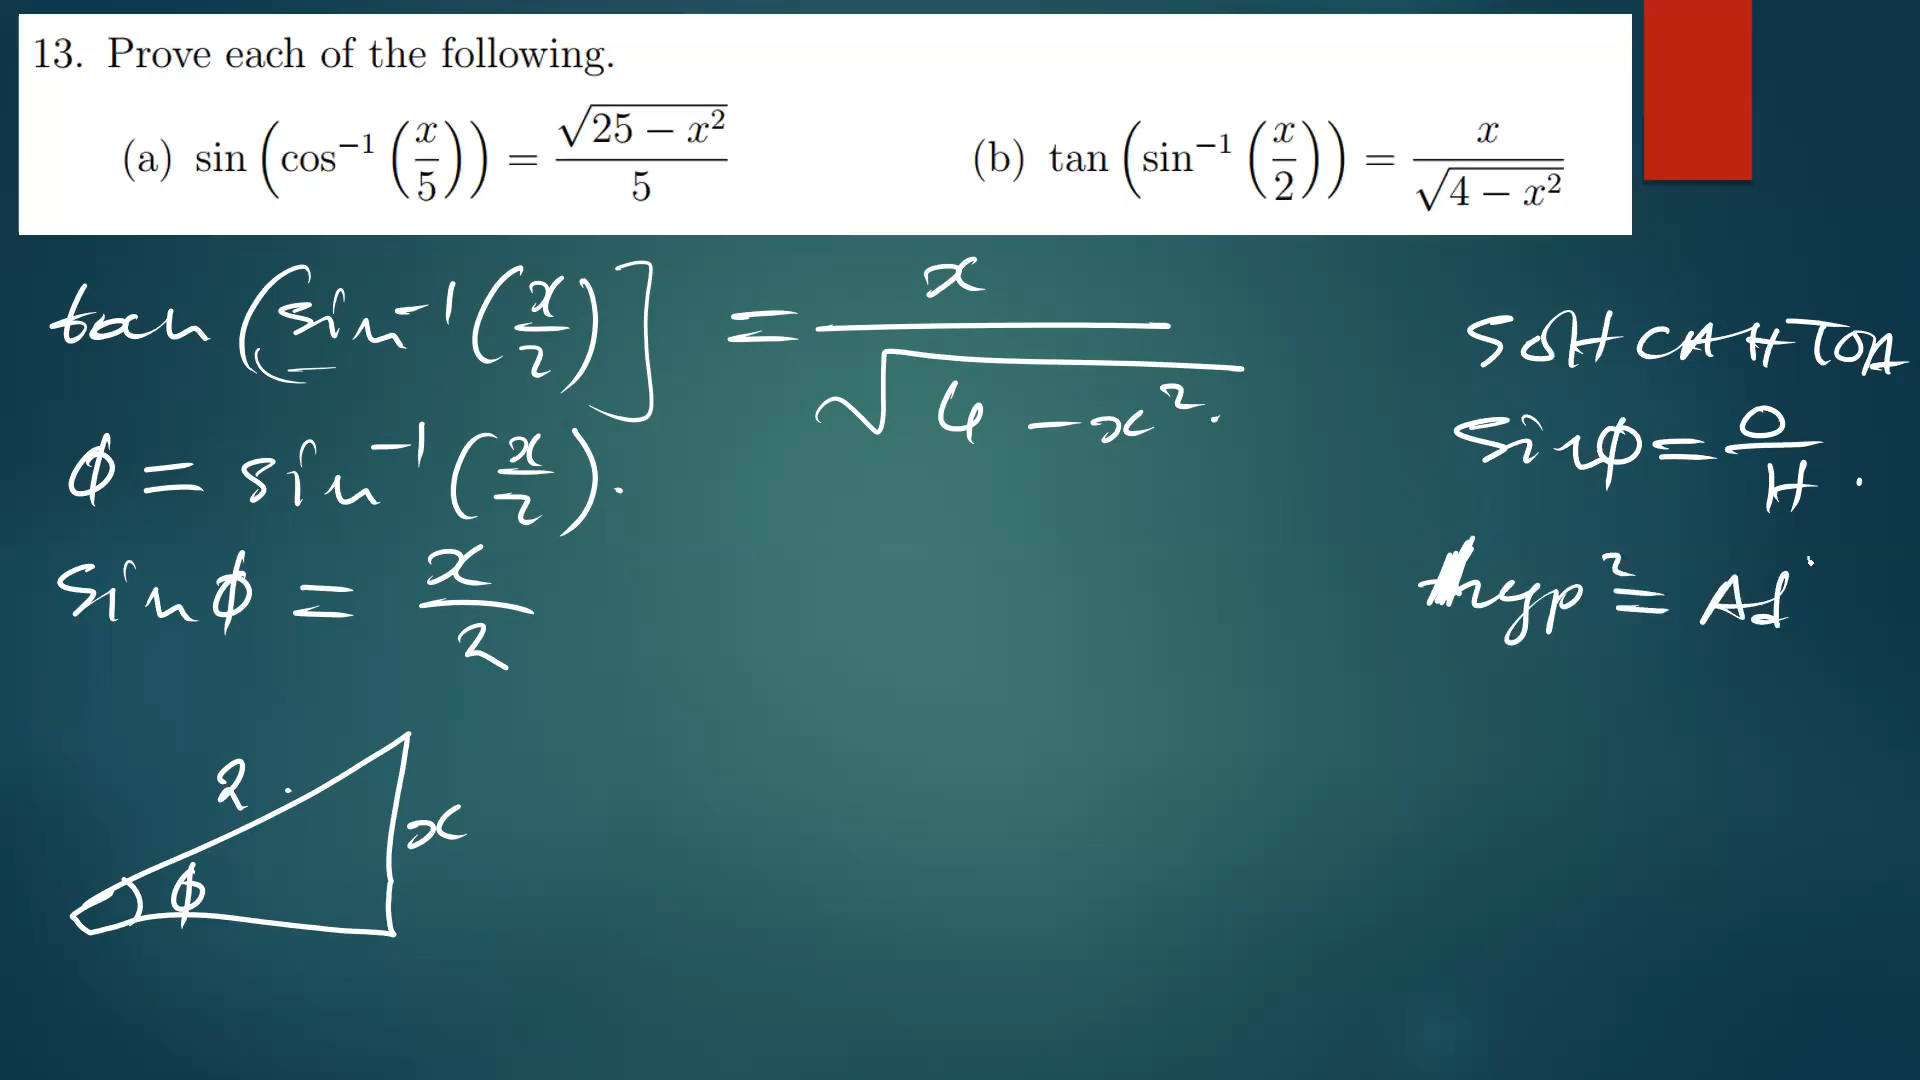 13. Prove each of the following.
(a) sin (cos⁻¹ (x/5)) = √(25 − x²)/5 (b) tan (sin⁻¹ (x/2)) = x/√(4 − x²)
tan (sin⁻¹ (x/2)] = x/√(4 − x²).
SOH CAH TOA
ϕ = sin⁻¹ (x/2).
sinϕ = O/H.
sinϕ = x/2
hyp² = Ad
2
x
ϕ